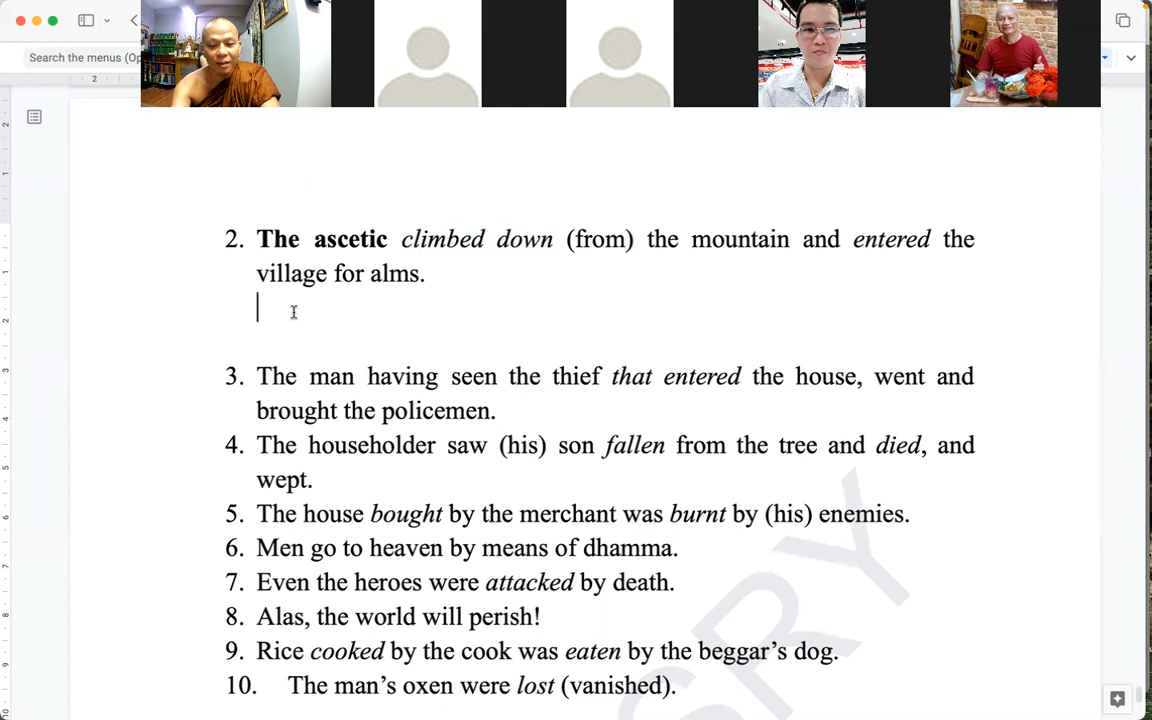 Search the menus (Op
2
2. The ascetic climbed down (from) the mountain and entered the
village for alms.
3. The man having seen the thief that entered the house, went and
brought the policemen.
4. The householder saw (his) son fallen from the tree and died, and
wept.
5. The house bought by the merchant was burnt by (his) enemies.
6. Men go to heaven by means of dhamma.
7. Even the heroes were attacked by death.
8. Alas, the world will perish!
9. Rice cooked by the cook was eaten by the beggar’s dog.
10. The man’s oxen were lost (vanished).
SRY